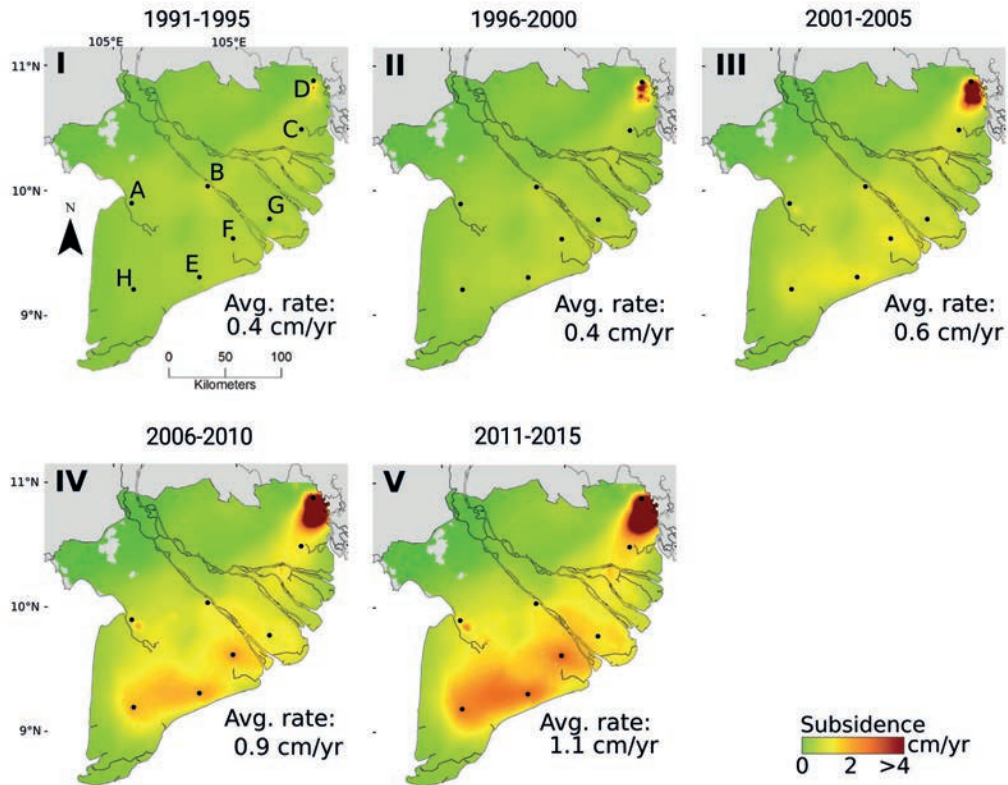 1991-1995
1996-2000
2001-2005
105°E
105°E
11°N
I
II
III
D
C
10°N
A
B
G
N
F
E
H
9°N
Avg. rate:
0.4 cm/yr
Avg. rate:
0.4 cm/yr
Avg. rate:
0.6 cm/yr
0 50 100
Kilometers
2006-2010
2011-2015
11°N
IV
V
10°N
9°N
Avg. rate:
0.9 cm/yr
Avg. rate:
1.1 cm/yr
Subsidence
cm/yr
0 2 >4